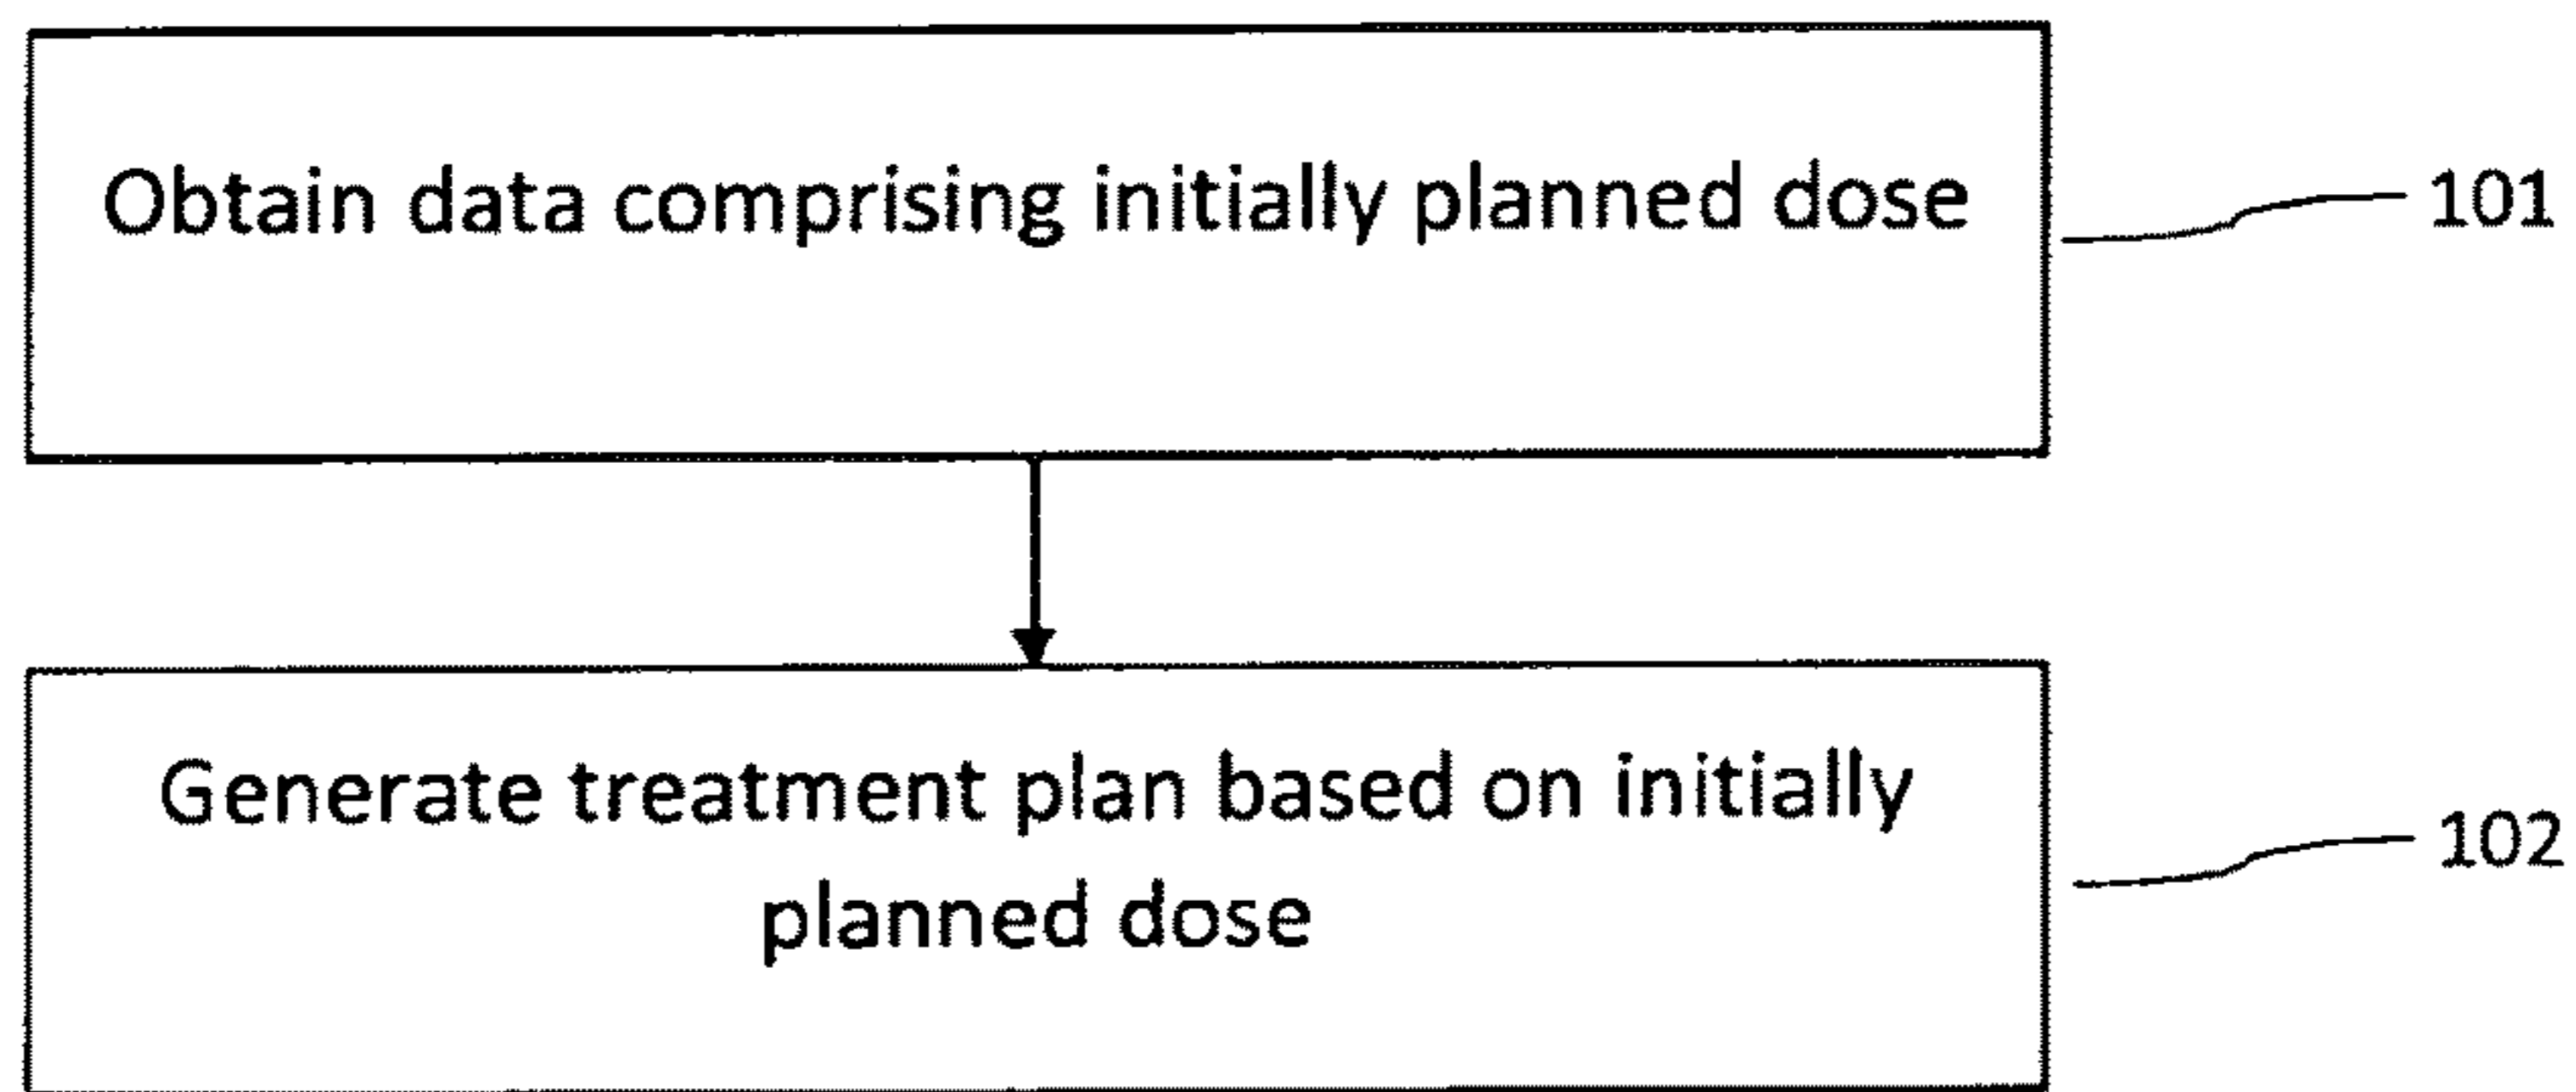 Obtain data comprising initially planned dose
101
Generate treatment plan based on initially
planned dose
102